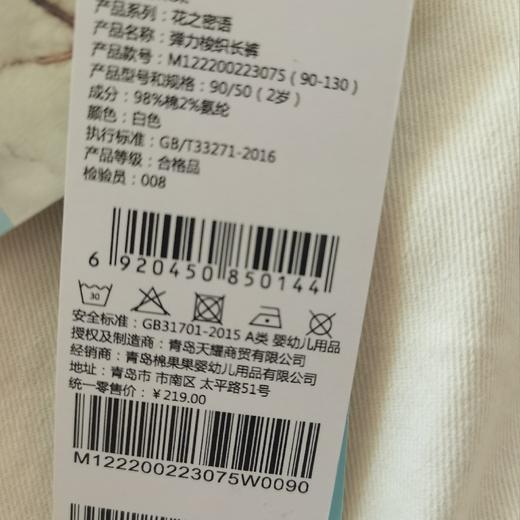 产品系列：花之密语
产品名称：弹力梭织长裤
产品款号：M122200223075（90-130）
产品型号和规格：90/50（2岁）
成分：98%棉2%氨纶
颜色：白色
执行标准：GB/T33271-2016
产品等级：合格品
检验员：008
6 920450 850144
30
安全标准：GB31701-2015 A类 婴幼儿用品
授权及制造商：青岛天耀商贸有限公司
经销商：青岛棉果果婴幼儿用品有限公司
地址：青岛市 市南区 太平路51号
统一零售价：￥219.00
M122200223075W0090